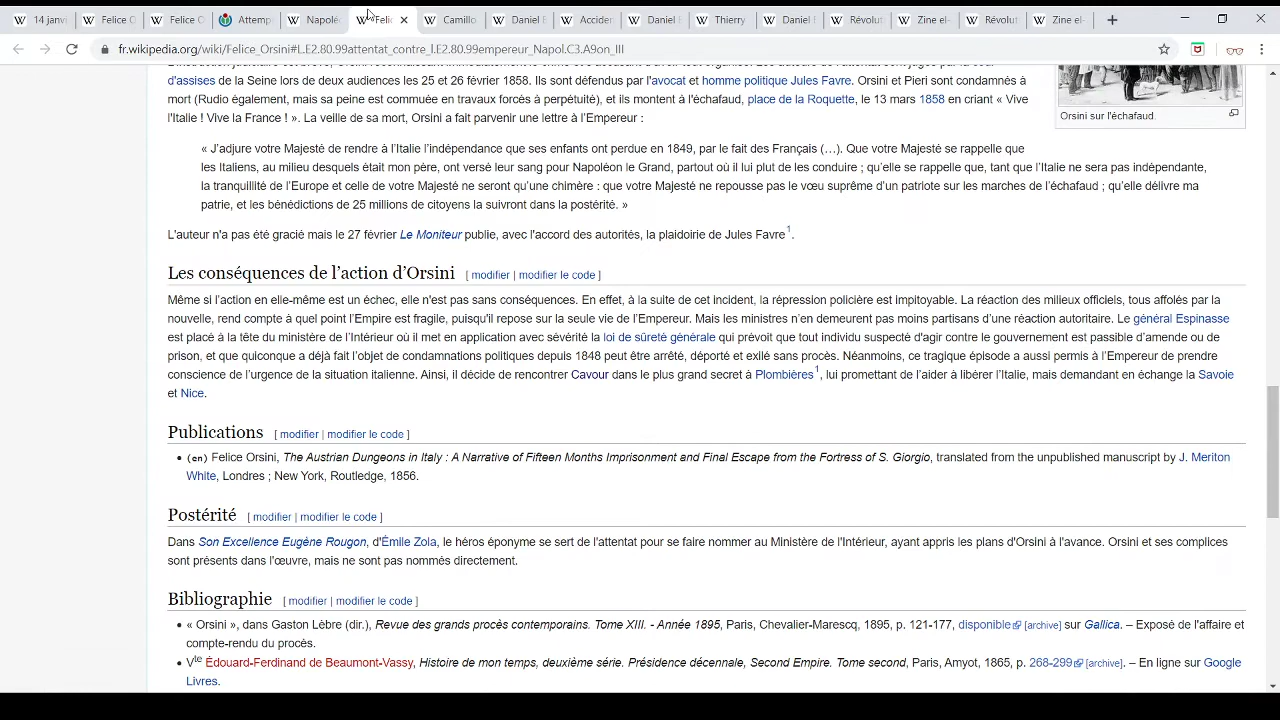 14 janvi
Felice O
Felice O
Attemp
Napolé
Felic
Camillo
Daniel B
Acciden
Daniel B
Thierry
Daniel B
Révolut
Zine el-
Révolut
Zine el-
fr.wikipedia.org/wiki/Felice_Orsini#L.E2.80.99attentat_contre_l.E2.80.99empereur_Napol.C3.A9on_III
d'assises de la Seine lors de deux audiences les 25 et 26 février 1858. Ils sont défendus par l'avocat et homme politique Jules Favre. Orsini et Pieri sont condamnés à
mort (Rudio également, mais sa peine est commuée en travaux forcés à perpétuité), et ils montent à l'échafaud, place de la Roquette, le 13 mars 1858 en criant « Vive
l'Italie ! Vive la France ! ». La veille de sa mort, Orsini a fait parvenir une lettre à l'Empereur :
Orsini sur l'échafaud.
« J'adjure votre Majesté de rendre à l'Italie l'indépendance que ses enfants ont perdue en 1849, par le fait des Français (…). Que votre Majesté se rappelle que
les Italiens, au milieu desquels était mon père, ont versé leur sang pour Napoléon le Grand, partout où il lui plut de les conduire ; qu'elle se rappelle que, tant que l'Italie ne sera pas indépendante,
la tranquillité de l'Europe et celle de votre Majesté ne seront qu'une chimère : que votre Majesté ne repousse pas le vœu suprême d'un patriote sur les marches de l'échafaud ; qu'elle délivre ma
patrie, et les bénédictions de 25 millions de citoyens la suivront dans la postérité. »
L'auteur n'a pas été gracié mais le 27 février Le Moniteur publie, avec l'accord des autorités, la plaidoirie de Jules Favre1.
Les conséquences de l'action d'Orsini [ modifier | modifier le code ]
Même si l'action en elle-même est un échec, elle n'est pas sans conséquences. En effet, à la suite de cet incident, la répression policière est impitoyable. La réaction des milieux officiels, tous affolés par la
nouvelle, rend compte à quel point l'Empire est fragile, puisqu'il repose sur la seule vie de l'Empereur. Mais les ministres n'en demeurent pas moins partisans d'une réaction autoritaire. Le général Espinasse
est placé à la tête du ministère de l'Intérieur où il met en application avec sévérité la loi de sûreté générale qui prévoit que tout individu suspecté d'agir contre le gouvernement est passible d'amende ou de
prison, et que quiconque a déjà fait l'objet de condamnations politiques depuis 1848 peut être arrêté, déporté et exilé sans procès. Néanmoins, ce tragique épisode a aussi permis à l'Empereur de prendre
conscience de l'urgence de la situation italienne. Ainsi, il décide de rencontrer Cavour dans le plus grand secret à Plombières1, lui promettant de l'aider à libérer l'Italie, mais demandant en échange la Savoie
et Nice.
Publications [ modifier | modifier le code ]
• (en) Felice Orsini, The Austrian Dungeons in Italy : A Narrative of Fifteen Months Imprisonment and Final Escape from the Fortress of S. Giorgio, translated from the unpublished manuscript by J. Meriton
White, Londres ; New York, Routledge, 1856.
Postérité [ modifier | modifier le code ]
Dans Son Excellence Eugène Rougon, d'Émile Zola, le héros éponyme se sert de l'attentat pour se faire nommer au Ministère de l'Intérieur, ayant appris les plans d'Orsini à l'avance. Orsini et ses complices
sont présents dans l'œuvre, mais ne sont pas nommés directement.
Bibliographie [ modifier | modifier le code ]
• « Orsini », dans Gaston Lèbre (dir.), Revue des grands procès contemporains. Tome XIII. - Année 1895, Paris, Chevalier-Marescq, 1895, p. 121-177, disponible [archive] sur Gallica. – Exposé de l'affaire et
compte-rendu du procès.
• Vte Édouard-Ferdinand de Beaumont-Vassy, Histoire de mon temps, deuxième série. Présidence décennale, Second Empire. Tome second, Paris, Amyot, 1865, p. 268-299 [archive]. – En ligne sur Google
Livres.